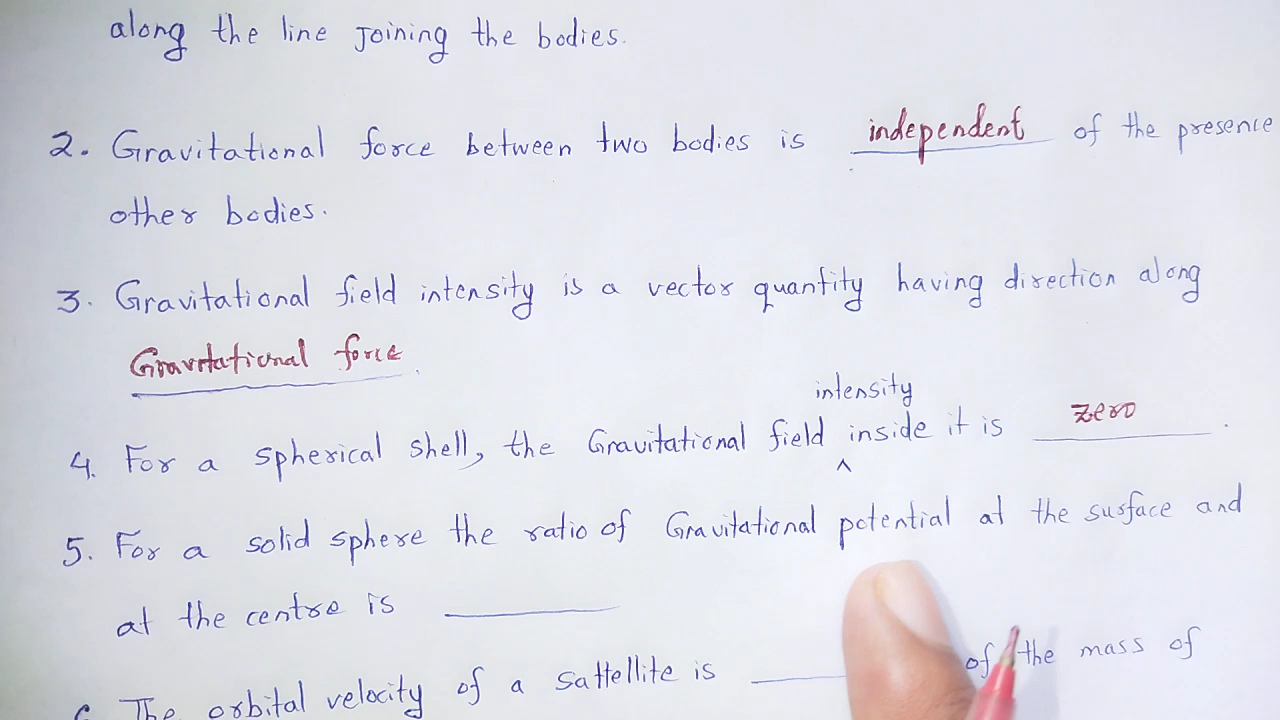 along the line joining the bodies.
2. Gravitational force between two bodies is independent of the presence
other bodies.
3. Gravitational field intensity is a vector quantity having direction along
Gravitational force.
intensity
4. For a spherical shell, the Gravitational field ^ inside it is zero.
5. For a solid sphere the ratio of Gravitational potential at the surface and
at the centre is ______
6. The orbital velocity of a sattellite is ______ of the mass of